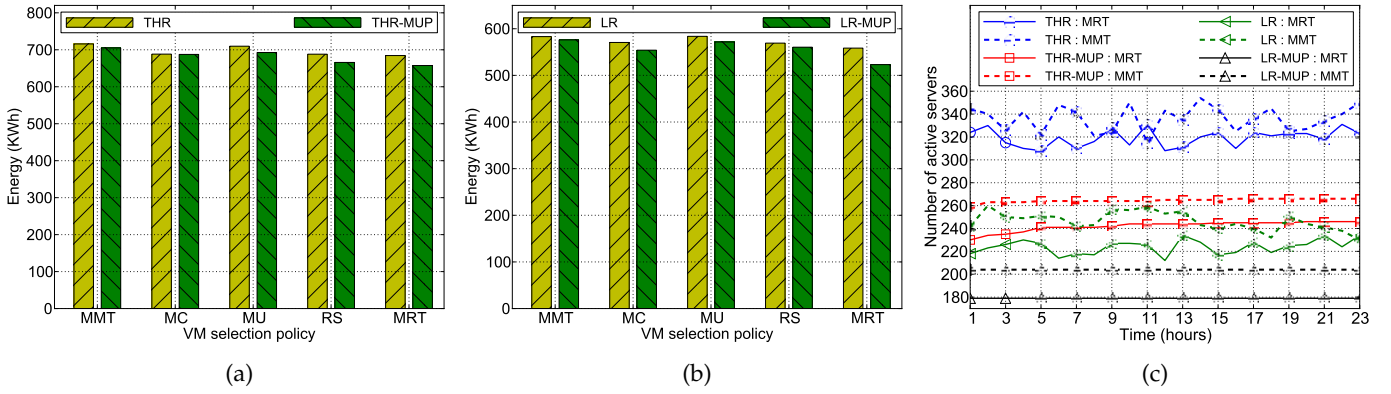 THR
THR-MUP
800
700
600
500
400
300
200
100
0
Energy (KWh)
MMT
MC
MU
RS
MRT
VM selection policy
(a)
LR
LR-MUP
600
500
400
300
200
100
0
Energy (KWh)
MMT
MC
MU
RS
MRT
VM selection policy
(b)
THR : MRT
THR : MMT
THR-MUP : MRT
THR-MUP : MMT
LR : MRT
LR : MMT
LR-MUP : MRT
LR-MUP : MMT
360
340
320
300
280
260
240
220
200
180
Number of active servers
1 3 5 7 9 11 13 15 17 19 21 23
Time (hours)
(c)